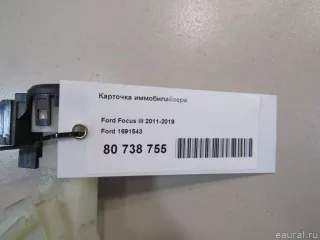 Карточка иммобилайзера
Ford Focus III 2011-2019
Ford 1691543
80 738 755
eaural.ru